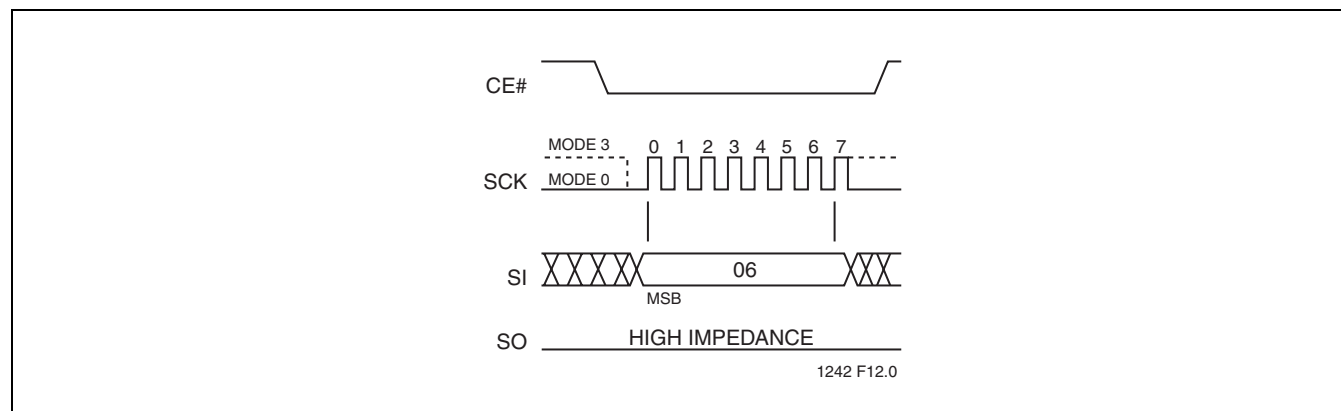 CE#
MODE 3
0 1 2 3 4 5 6 7
SCK
MODE 0
SI
06
MSB
SO
HIGH IMPEDANCE
1242 F12.0